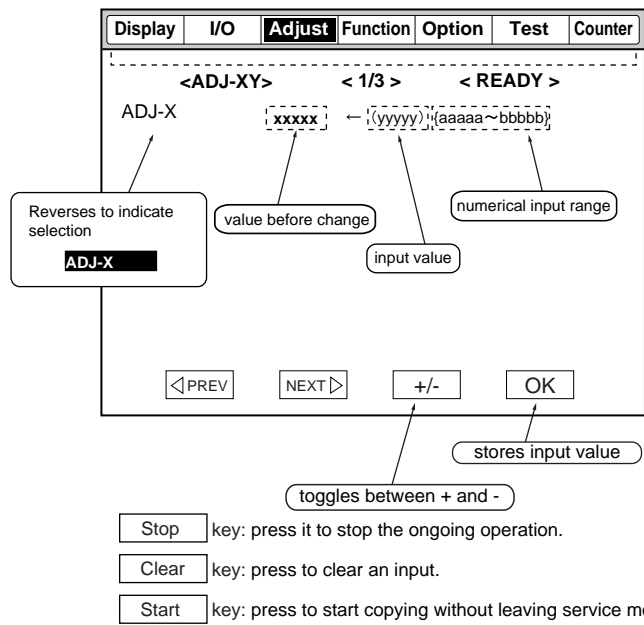 Display I/O Adjust Function Option Test Counter
<ADJ-XY> < 1/3 > < READY >
ADJ-X xxxxx ← (yyyyy) {aaaaa~bbbbb}
Reverses to indicate
selection
ADJ-X
value before change
numerical input range
input value
PREV NEXT +/- OK
stores input value
toggles between + and -
Stop key: press it to stop the ongoing operation.
Clear key: press to clear an input.
Start key: press to start copying without leaving service